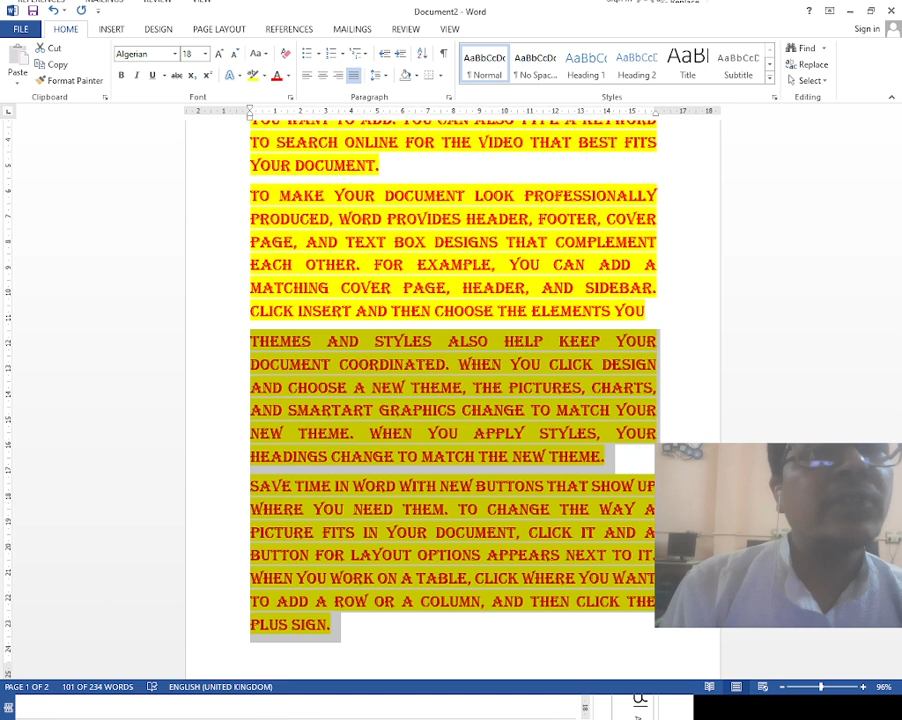 Document2 - Word
Sign in
FILE HOME INSERT DESIGN PAGE LAYOUT REFERENCES MAILINGS REVIEW VIEW
Paste
Cut
Copy
Format Painter
Clipboard
Algerian 18
Font
Paragraph
AaBbCcDc AaBbCcDc AaBbCc AaBbCcC AaBl AaBbCcC
¶ Normal ¶ No Spac... Heading 1 Heading 2 Title Subtitle
Styles
Find
Replace
Select
Editing
YOU WANT TO ADD. YOU CAN ALSO TYPE A KEYWORD
TO SEARCH ONLINE FOR THE VIDEO THAT BEST FITS
YOUR DOCUMENT.
TO MAKE YOUR DOCUMENT LOOK PROFESSIONALLY
PRODUCED, WORD PROVIDES HEADER, FOOTER, COVER
PAGE, AND TEXT BOX DESIGNS THAT COMPLEMENT
EACH OTHER. FOR EXAMPLE, YOU CAN ADD A
MATCHING COVER PAGE, HEADER, AND SIDEBAR.
CLICK INSERT AND THEN CHOOSE THE ELEMENTS YOU
THEMES AND STYLES ALSO HELP KEEP YOUR
DOCUMENT COORDINATED. WHEN YOU CLICK DESIGN
AND CHOOSE A NEW THEME, THE PICTURES, CHARTS,
AND SMARTART GRAPHICS CHANGE TO MATCH YOUR
NEW THEME. WHEN YOU APPLY STYLES, YOUR
HEADINGS CHANGE TO MATCH THE NEW THEME.
SAVE TIME IN WORD WITH NEW BUTTONS THAT SHOW UP
WHERE YOU NEED THEM. TO CHANGE THE WAY A
PICTURE FITS IN YOUR DOCUMENT, CLICK IT AND A
BUTTON FOR LAYOUT OPTIONS APPEARS NEXT TO IT.
WHEN YOU WORK ON A TABLE, CLICK WHERE YOU WANT
TO ADD A ROW OR A COLUMN, AND THEN CLICK THE
PLUS SIGN.
PAGE 1 OF 2 101 OF 234 WORDS ENGLISH (UNITED KINGDOM) 96%